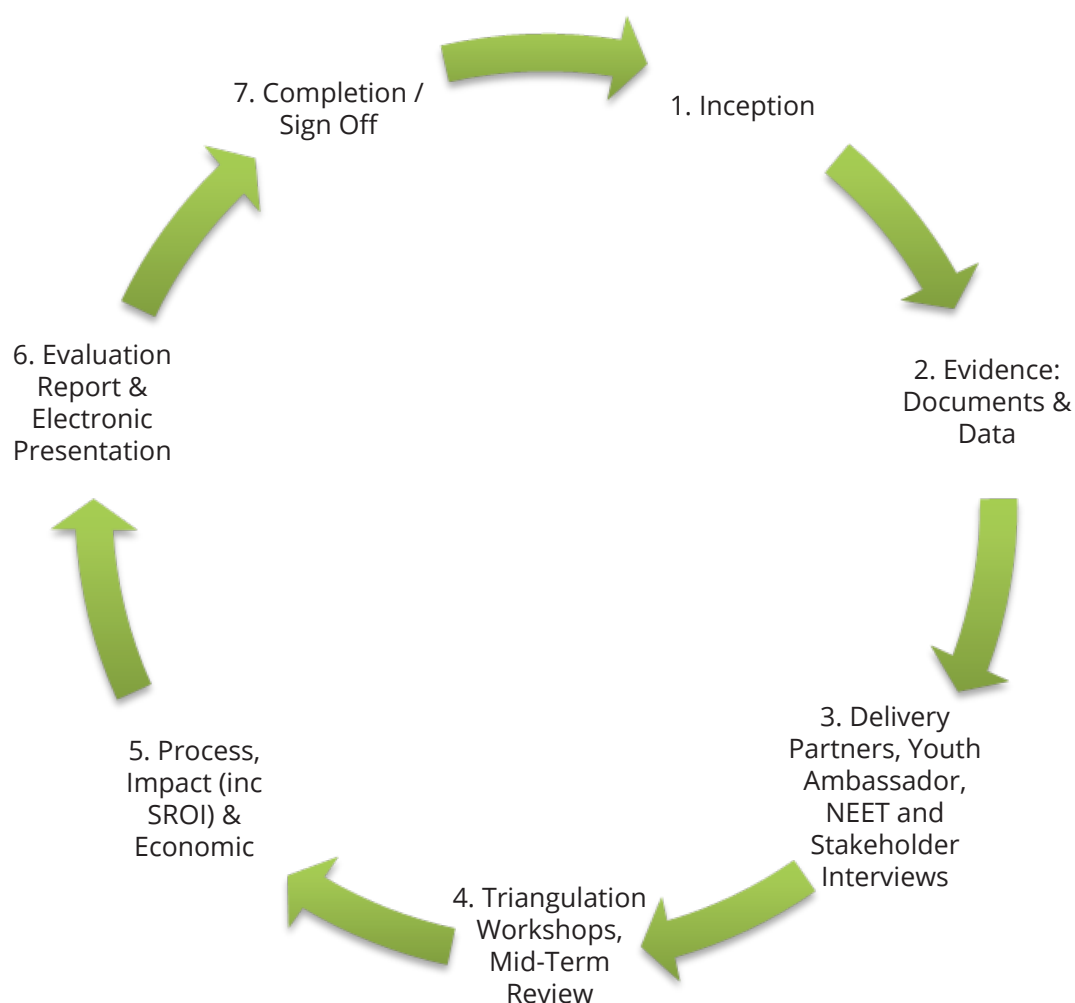 1. Inception
2. Evidence:
Documents &
Data
3. Delivery
Partners, Youth
Ambassador,
NEET and
Stakeholder
Interviews
4. Triangulation
Workshops,
Mid-Term
Review
5. Process,
Impact (inc
SROI) &
Economic
6. Evaluation
Report &
Electronic
Presentation
7. Completion /
Sign Off